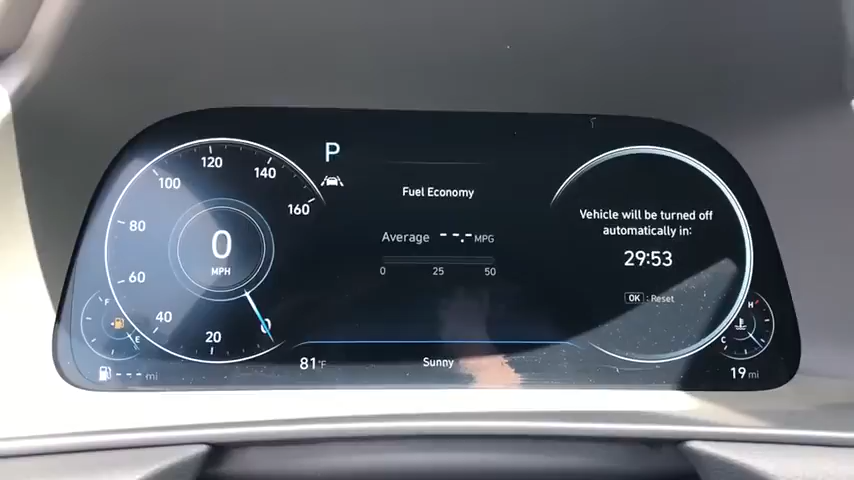 120
100
140
80
160
0
MPH
60
40
0
20
F
E
--- mi
P
Fuel Economy
Average --.- MPG
0 25 50
81°F
Sunny
Vehicle will be turned off
automatically in:
29:53
OK : Reset
H
C
19 mi